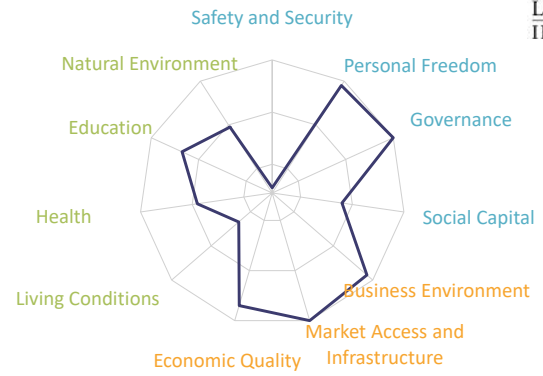 Safety and Security
Natural Environment
Personal Freedom
Education
Governance
Health
Social Capital
Living Conditions
Business Environment
Economic Quality
Market Access and
Infrastructure